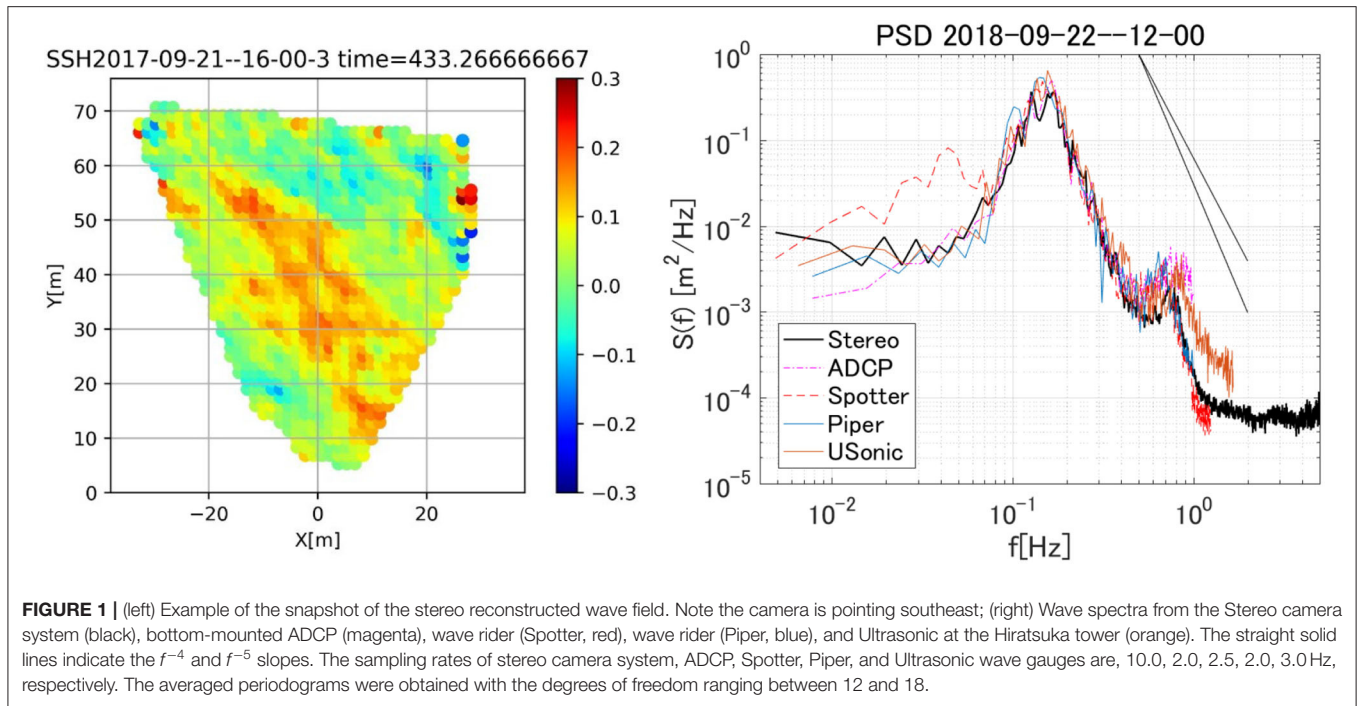 SSH2017-09-21--16-00-3 time=433.266666667
70
60
50
40
30
20
10
0
Y[m]
−20
0
20
X[m]
0.3
0.2
0.1
0.0
−0.1
−0.2
−0.3
PSD 2018-09-22--12-00
10^0
10^-1
10^-2
10^-3
10^-4
10^-5
S(f) [m^2/Hz]
Stereo
ADCP
Spotter
Piper
USonic
10^-2
10^-1
10^0
f[Hz]
FIGURE 1 | (left) Example of the snapshot of the stereo reconstructed wave field. Note the camera is pointing southeast; (right) Wave spectra from the Stereo camera
system (black), bottom-mounted ADCP (magenta), wave rider (Spotter, red), wave rider (Piper, blue), and Ultrasonic at the Hiratsuka tower (orange). The straight solid
lines indicate the f^−4 and f^−5 slopes. The sampling rates of stereo camera system, ADCP, Spotter, Piper, and Ultrasonic wave gauges are, 10.0, 2.0, 2.5, 2.0, 3.0 Hz,
respectively. The averaged periodograms were obtained with the degrees of freedom ranging between 12 and 18.